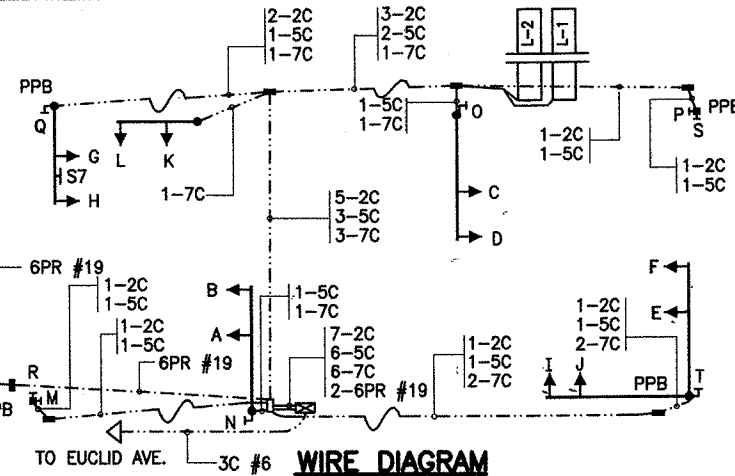 2-2C
1-5C
1-7C
3-2C
2-5C
1-7C
L-2
L-1
PPB
Q
G
S7
H
L
K
1-7C
1-5C
1-7C
O
C
D
1-2C
1-5C
P
S
PPB
1-2C
1-5C
5-2C
3-5C
3-7C
6PR #19
1-2C
1-5C
1-2C
1-5C
6PR #19
B
A
1-5C
1-7C
7-2C
6-5C
6-7C
2-6PR #19
1-2C
1-5C
2-7C
F
E
1-2C
1-5C
2-7C
I
J
PPB
T
R
M
PB
N
TO EUCLID AVE.
3C #6
WIRE DIAGRAM